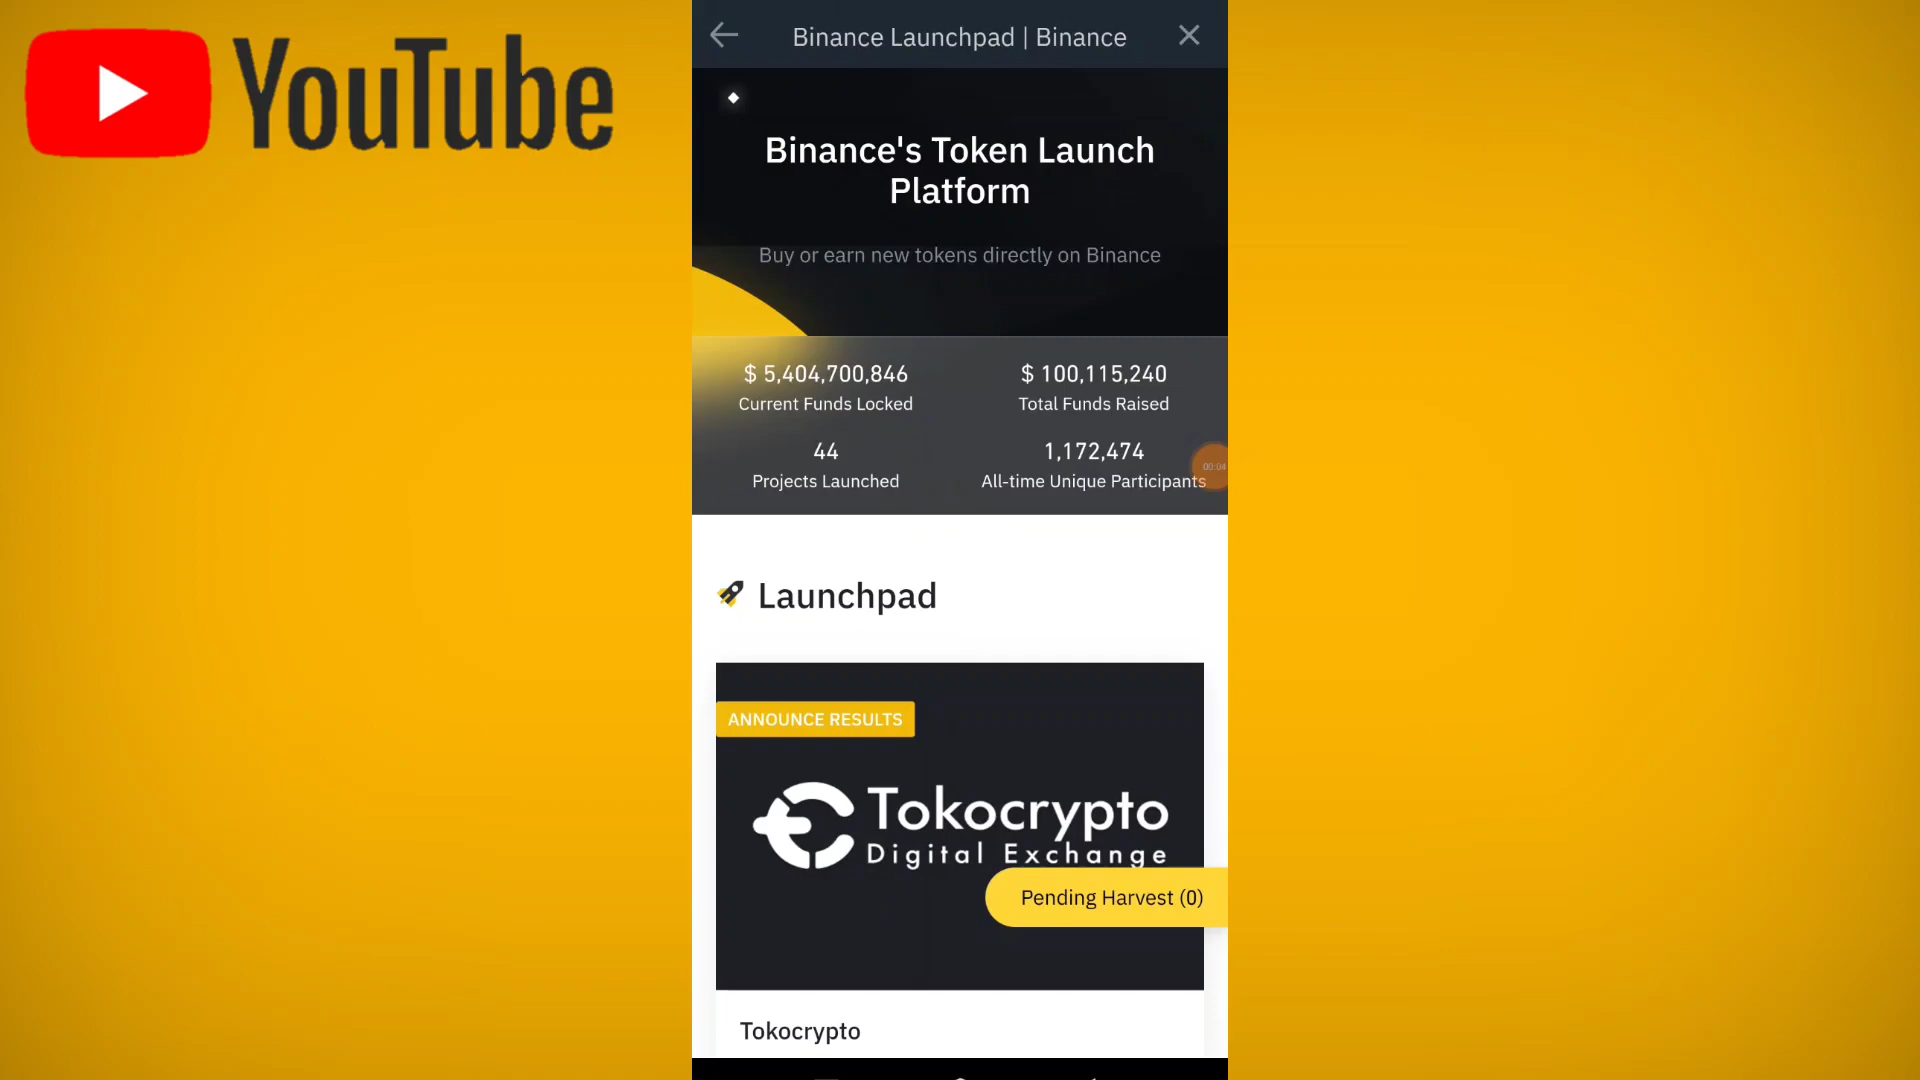 YouTube
Binance Launchpad | Binance
Binance's Token Launch
Platform
Buy or earn new tokens directly on Binance
$ 5,404,700,846
Current Funds Locked
$ 100,115,240
Total Funds Raised
44
Projects Launched
1,172,474
All-time Unique Participants
00:04
Launchpad
ANNOUNCE RESULTS
Tokocrypto
Digital Exchange
Pending Harvest (0)
Tokocrypto